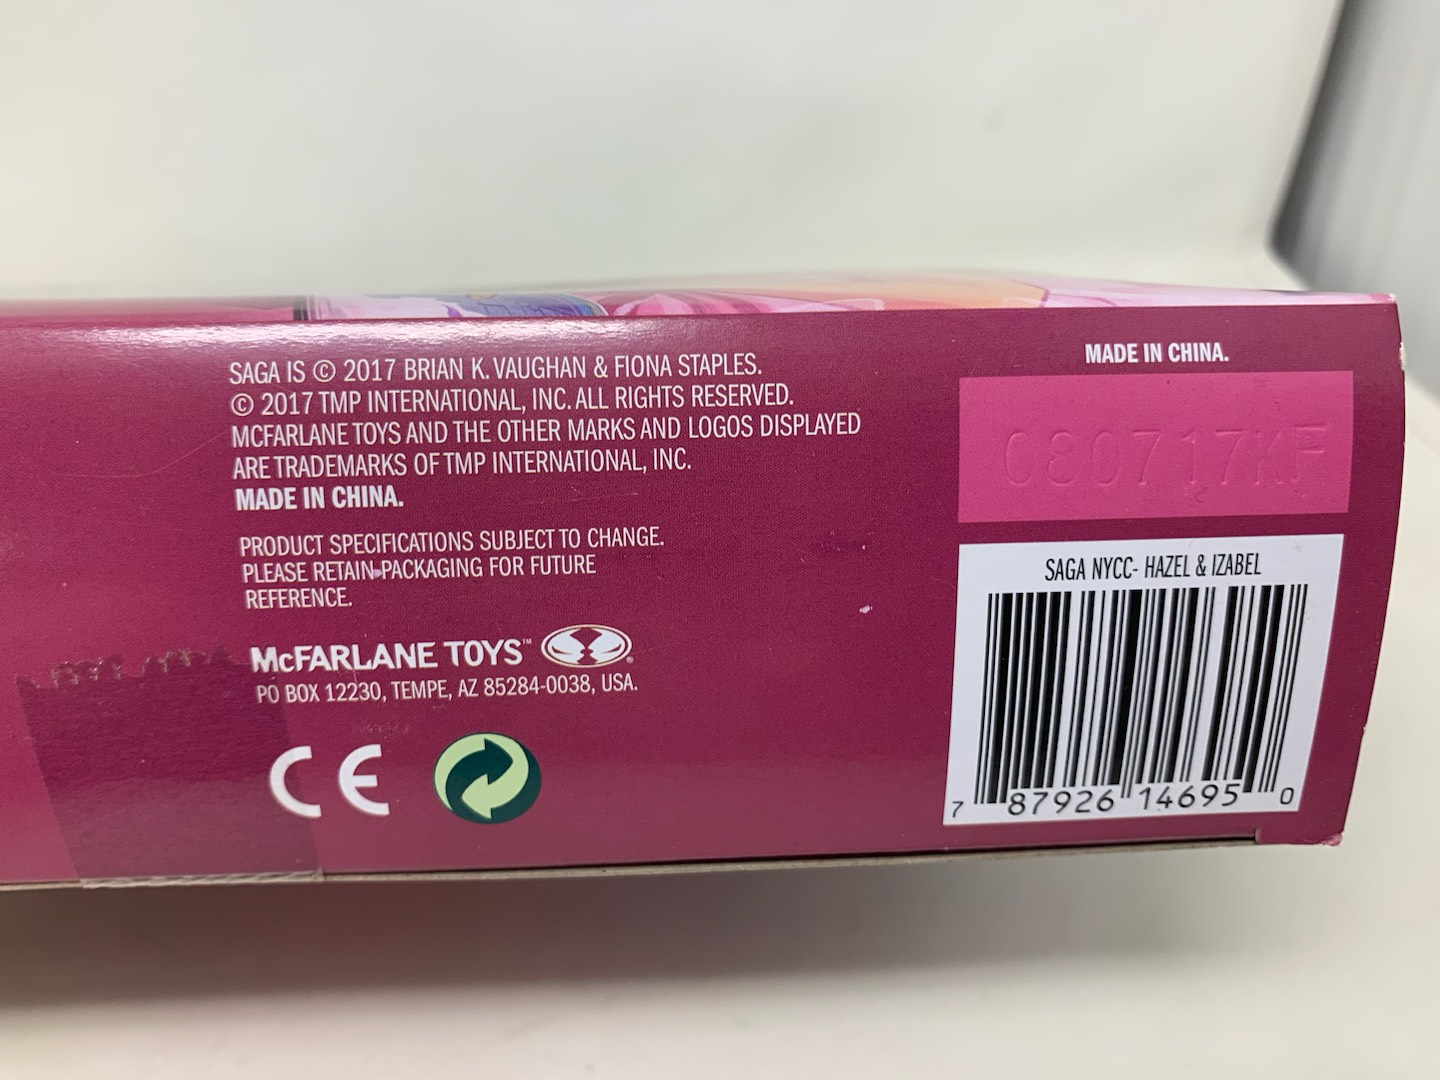 SAGA IS © 2017 BRIAN K. VAUGHAN & FIONA STAPLES.
© 2017 TMP INTERNATIONAL, INC. ALL RIGHTS RESERVED.
MCFARLANE TOYS AND THE OTHER MARKS AND LOGOS DISPLAYED
ARE TRADEMARKS OF TMP INTERNATIONAL, INC.
MADE IN CHINA.
PRODUCT SPECIFICATIONS SUBJECT TO CHANGE.
PLEASE RETAIN PACKAGING FOR FUTURE
REFERENCE.
McFARLANE TOYS™ ®
PO BOX 12230, TEMPE, AZ 85284-0038, USA.
CE
MADE IN CHINA.
080717KF
SAGA NYCC- HAZEL & IZABEL
7 87926 14695 0